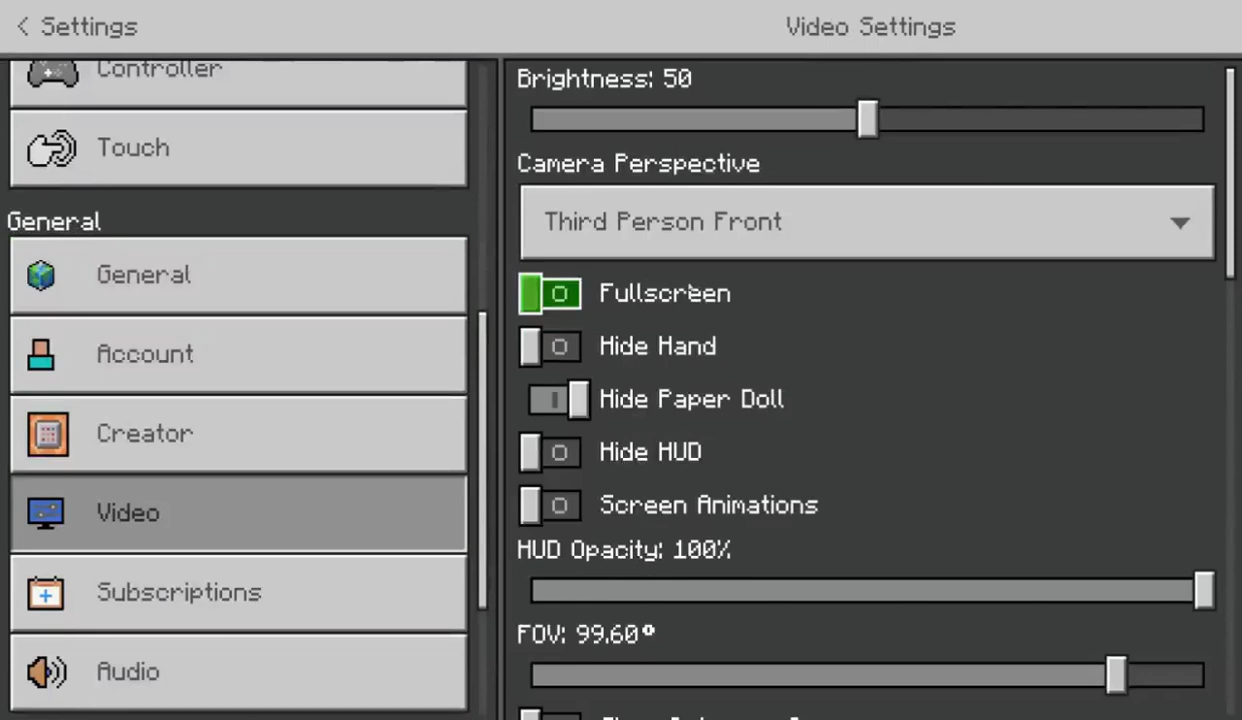 Settings
Video Settings
Controller
Touch
General
General
Account
Creator
Video
Subscriptions
Audio
Brightness: 50
Camera Perspective
Third Person Front
Fullscreen
Hide Hand
Hide Paper Doll
Hide HUD
Screen Animations
HUD Opacity: 100%
FOV: 99.60°